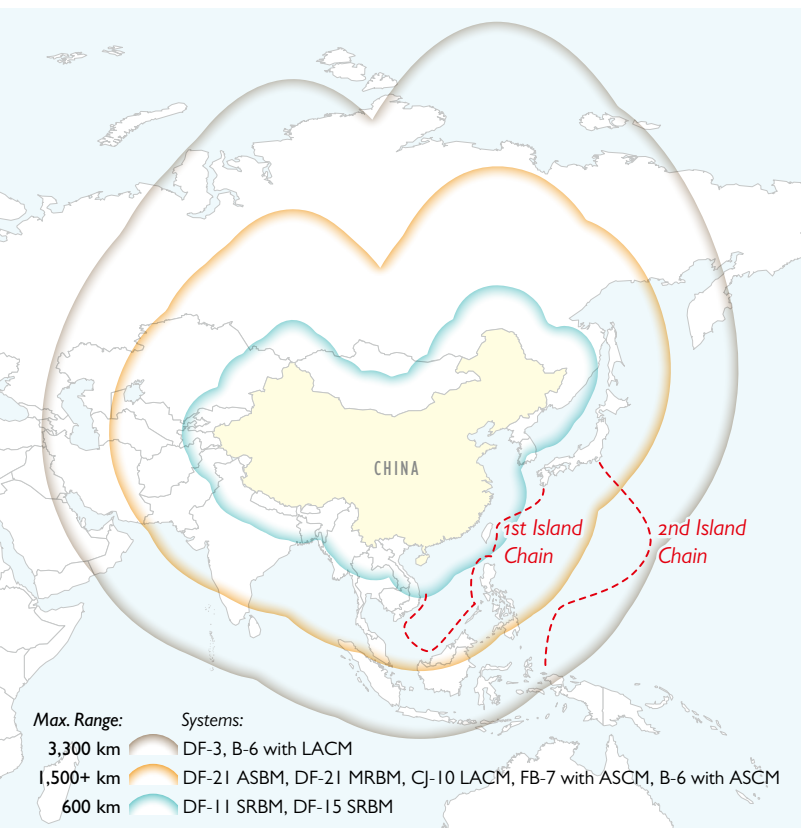 CHINA
1st Island
Chain
2nd Island
Chain
Max. Range: Systems:
3,300 km DF-3, B-6 with LACM
1,500+ km DF-21 ASBM, DF-21 MRBM, CJ-10 LACM, FB-7 with ASCM, B-6 with ASCM
600 km DF-11 SRBM, DF-15 SRBM